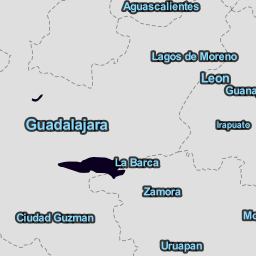 Aguascalientes
Lagos de Moreno
Leon
Guana
Guadalajara
Irapuato
La Barca
Zamora
Ciudad Guzman
Mo
Uruapan